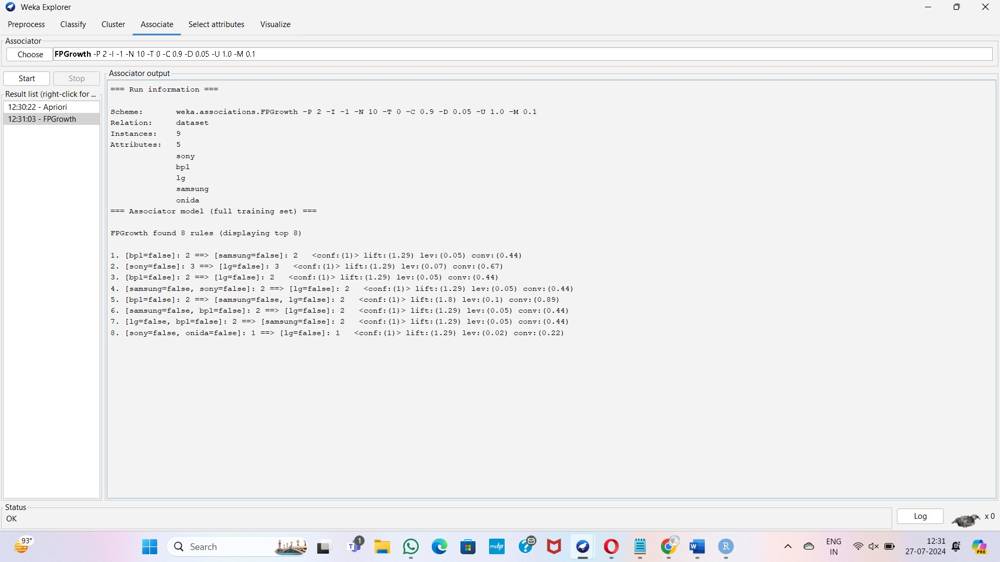 Weka Explorer
Preprocess Classify Cluster Associate Select attributes Visualize
Associator
Choose FPGrowth -P 2 -I -1 -N 10 -T 0 -C 0.9 -D 0.05 -U 1.0 -M 0.1
Start Stop
Result list (right-click for ...
12:30:22 - Apriori
12:31:03 - FPGrowth
Associator output
=== Run information ===
Scheme: weka.associations.FPGrowth -P 2 -I -1 -N 10 -T 0 -C 0.9 -D 0.05 -U 1.0 -M 0.1
Relation: dataset
Instances: 9
Attributes: 5
sony
bpl
lg
samsung
onida
=== Associator model (full training set) ===
FPGrowth found 8 rules (displaying top 8)
1. [bpl=false]: 2 ==> [samsung=false]: 2 <conf:(1)> lift:(1.29) lev:(0.05) conv:(0.44)
2. [sony=false]: 3 ==> [lg=false]: 3 <conf:(1)> lift:(1.29) lev:(0.07) conv:(0.67)
3. [bpl=false]: 2 ==> [lg=false]: 2 <conf:(1)> lift:(1.29) lev:(0.05) conv:(0.44)
4. [samsung=false, sony=false]: 2 ==> [lg=false]: 2 <conf:(1)> lift:(1.29) lev:(0.05) conv:(0.44)
5. [bpl=false]: 2 ==> [samsung=false, lg=false]: 2 <conf:(1)> lift:(1.8) lev:(0.1) conv:(0.89)
6. [samsung=false, bpl=false]: 2 ==> [lg=false]: 2 <conf:(1)> lift:(1.29) lev:(0.05) conv:(0.44)
7. [lg=false, bpl=false]: 2 ==> [samsung=false]: 2 <conf:(1)> lift:(1.29) lev:(0.05) conv:(0.44)
8. [sony=false, onida=false]: 1 ==> [lg=false]: 1 <conf:(1)> lift:(1.29) lev:(0.02) conv:(0.22)
Status
OK
Log
x 0
93°
Search
1
T
myhp
?
W
R
ENG
IN
12:31
27-07-2024
PRE